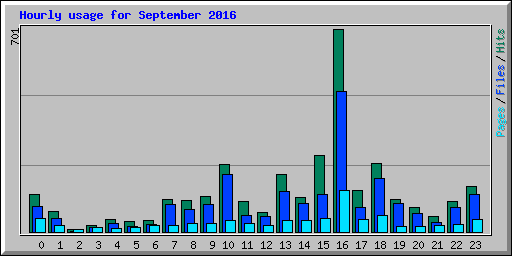 Hourly usage for September 2016
701
Pages/Files/Hits
0 1 2 3 4 5 6 7 8 9 10 11 12 13 14 15 16 17 18 19 20 21 22 23